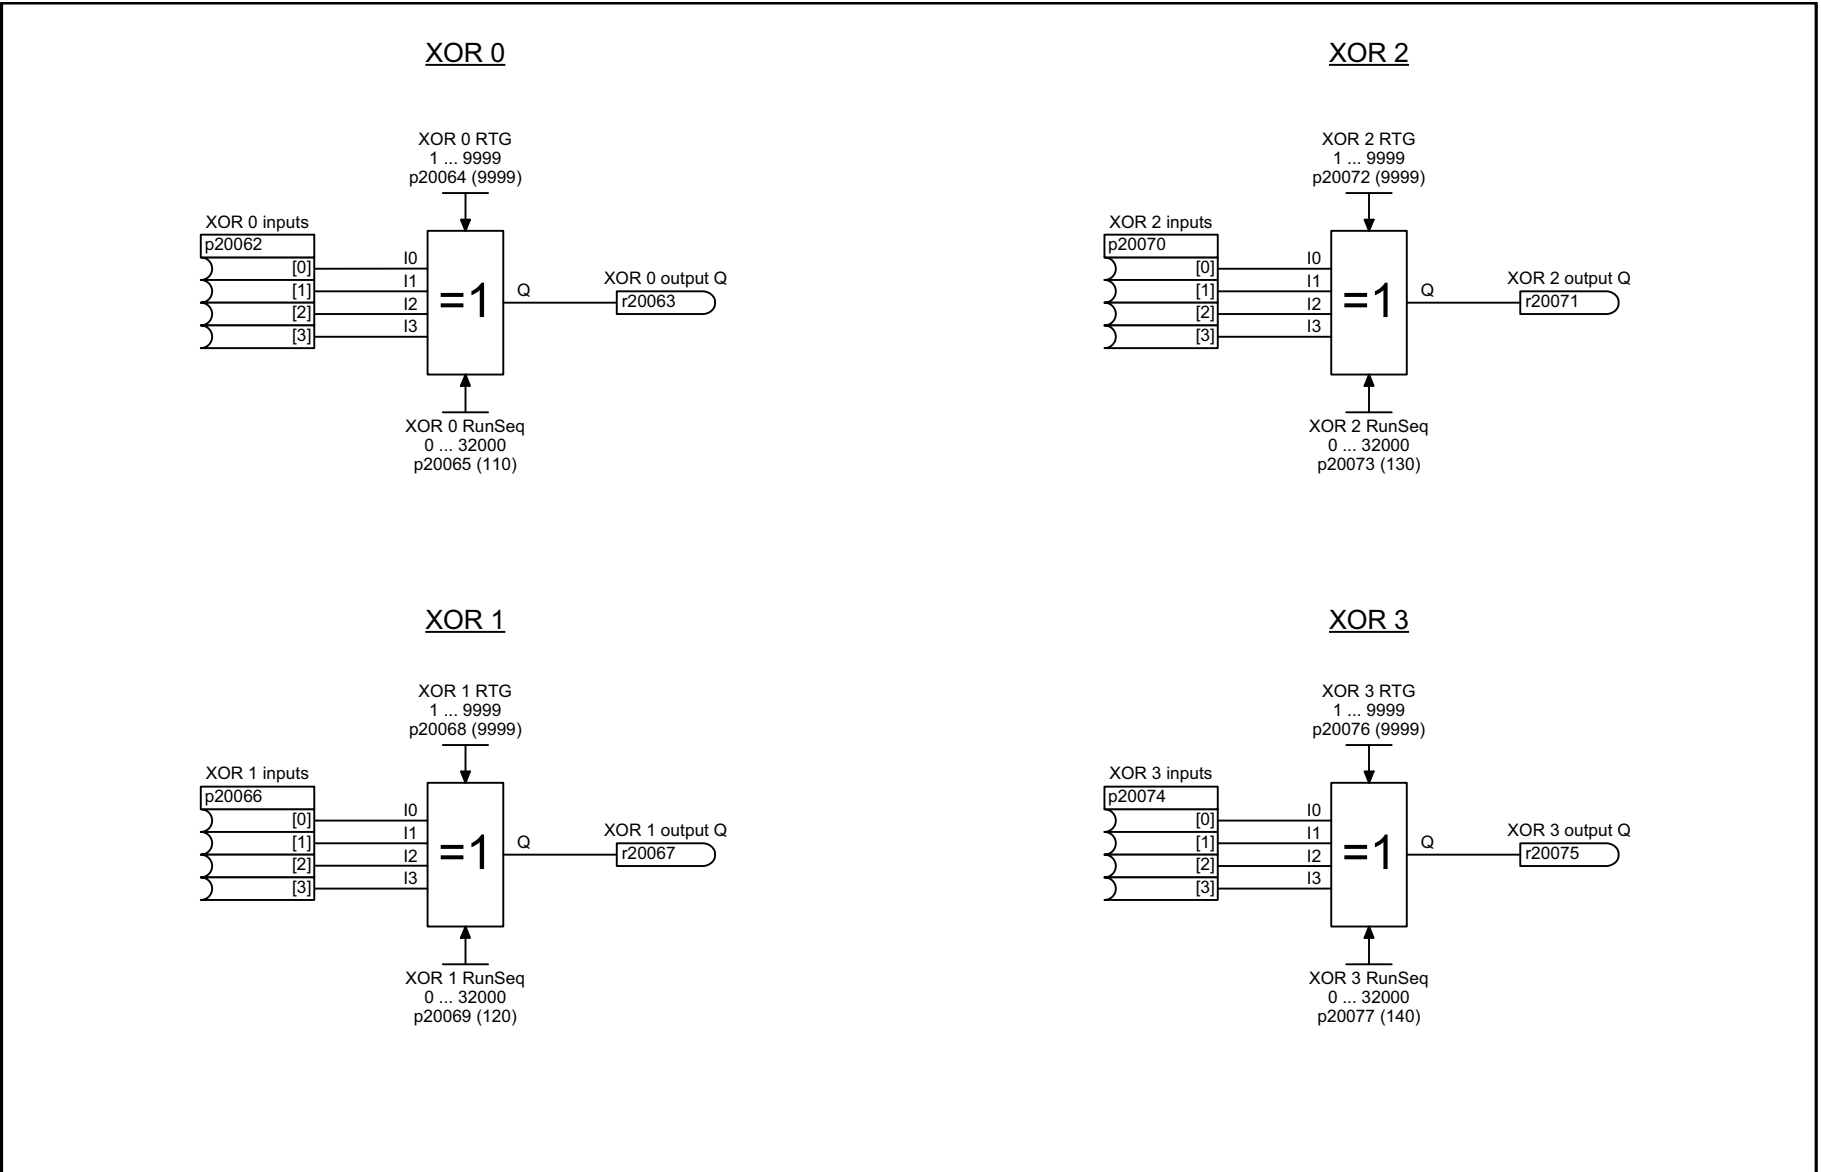 XOR 0
XOR 0 RTG
1 ... 9999
p20064 (9999)
XOR 0 inputs
p20062
[0]
[1]
[2]
[3]
I0
I1
I2
I3
=1
Q
XOR 0 output Q
r20063
XOR 0 RunSeq
0 ... 32000
p20065 (110)
XOR 2
XOR 2 RTG
1 ... 9999
p20072 (9999)
XOR 2 inputs
p20070
[0]
[1]
[2]
[3]
I0
I1
I2
I3
=1
Q
XOR 2 output Q
r20071
XOR 2 RunSeq
0 ... 32000
p20073 (130)
XOR 1
XOR 1 RTG
1 ... 9999
p20068 (9999)
XOR 1 inputs
p20066
[0]
[1]
[2]
[3]
I0
I1
I2
I3
=1
Q
XOR 1 output Q
r20067
XOR 1 RunSeq
0 ... 32000
p20069 (120)
XOR 3
XOR 3 RTG
1 ... 9999
p20076 (9999)
XOR 3 inputs
p20074
[0]
[1]
[2]
[3]
I0
I1
I2
I3
=1
Q
XOR 3 output Q
r20075
XOR 3 RunSeq
0 ... 32000
p20077 (140)